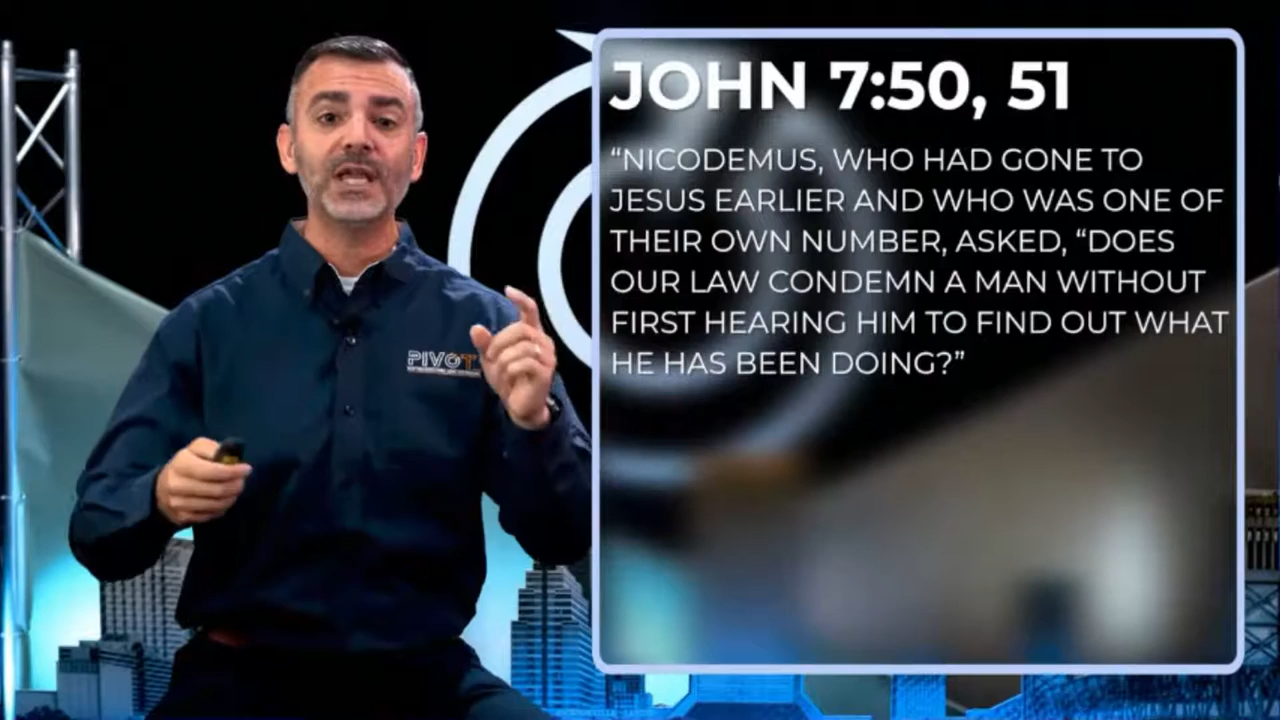 JOHN 7:50, 51
“NICODEMUS, WHO HAD GONE TO
JESUS EARLIER AND WHO WAS ONE OF
THEIR OWN NUMBER, ASKED, “DOES
OUR LAW CONDEMN A MAN WITHOUT
FIRST HEARING HIM TO FIND OUT WHAT
HE HAS BEEN DOING?”
PIVOT